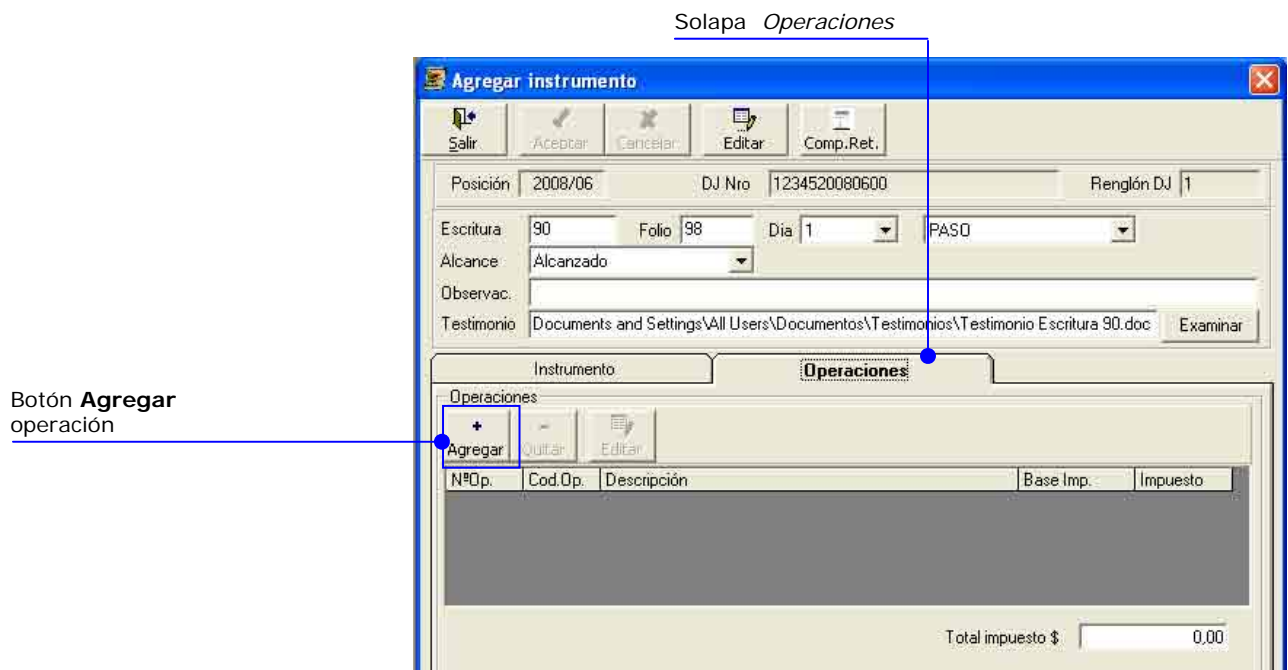 Solapa Operaciones
Agregar instrumento
Salir Aceptar Cancelar Editar Comp.Ret.
Posición 2008/06 DJ Nro 1234520080600 Renglón DJ 1
Escritura 90 Folio 98 Dia 1 PASO
Alcance Alcanzado
Observac.
Testimonio Documents and Settings\All Users\Documentos\Testimonios\Testimonio Escritura 90.doc Examinar
Instrumento Operaciones
Botón Agregar
operación
Operaciones
+ - 
Agregar Quitar Editar
NºOp. Cod.Op. Descripción Base Imp. Impuesto
Total impuesto $ 0,00